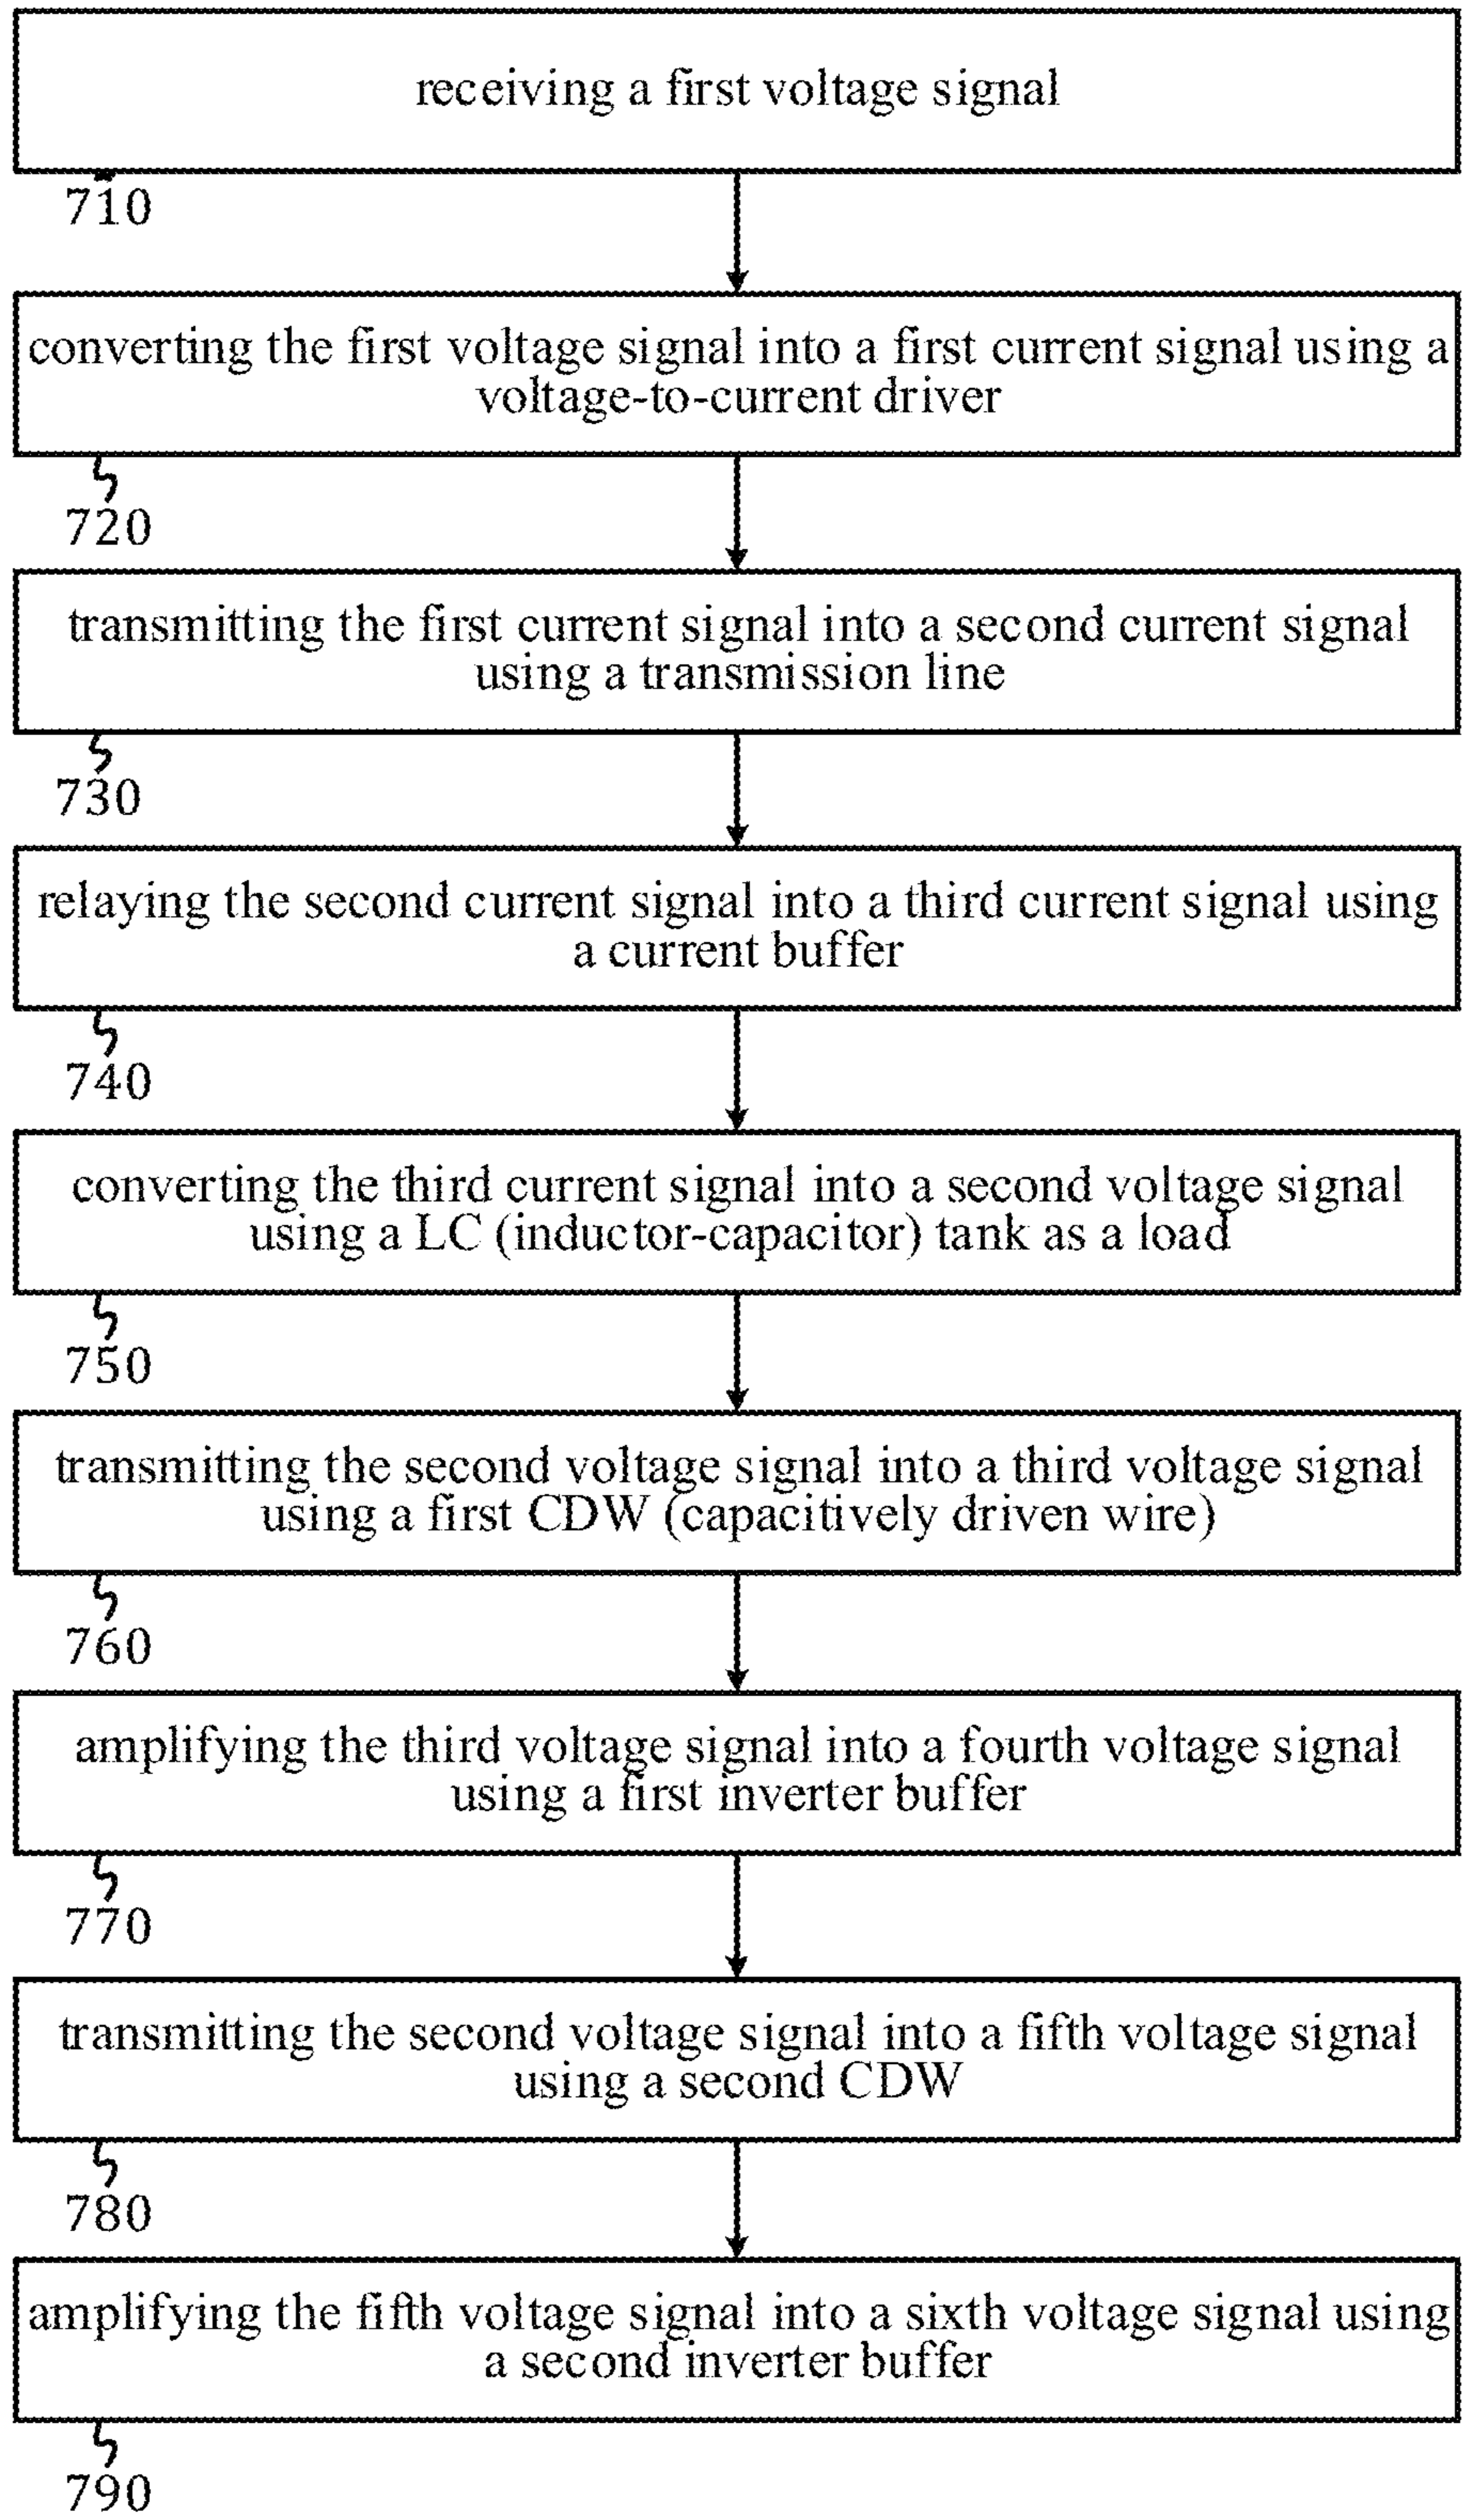 receiving a first voltage signal
710
converting the first voltage signal into a first current signal using a
voltage-to-current driver
720
transmitting the first current signal into a second current signal
using a transmission line
730
relaying the second current signal into a third current signal using
a current buffer
740
converting the third current signal into a second voltage signal
using a LC (inductor-capacitor) tank as a load
750
transmitting the second voltage signal into a third voltage signal
using a first CDW (capacitively driven wire)
760
amplifying the third voltage signal into a fourth voltage signal
using a first inverter buffer
770
transmitting the second voltage signal into a fifth voltage signal
using a second CDW
780
amplifying the fifth voltage signal into a sixth voltage signal using
a second inverter buffer
790